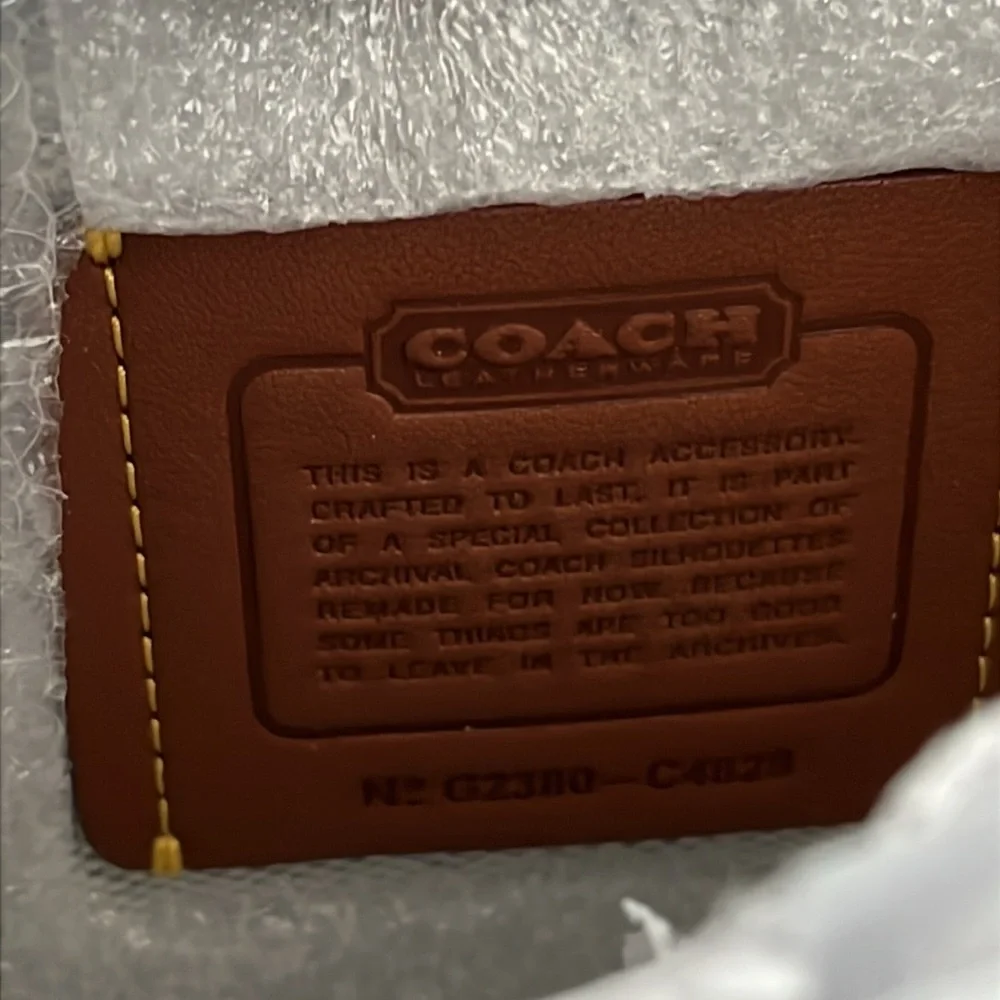 COACH
LEATHERWARE
THIS IS A COACH ACCESSORY.
CRAFTED TO LAST, IT IS PART
OF A SPECIAL COLLECTION OF
ARCHIVAL COACH SILHOUETTES
REMADE FOR NOW, BECAUSE
SOME THINGS ARE TOO GOOD
TO LEAVE IN THE ARCHIVES.
Nº